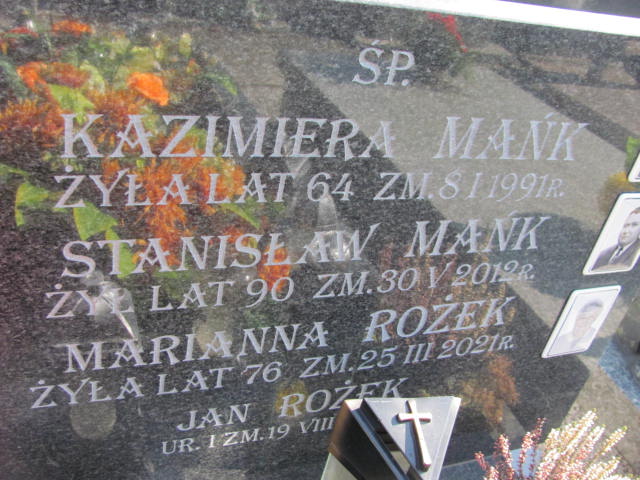 ŚP.
KAZIMIERA MAŃK
ŻYŁA LAT 64 ZM. 8 I 1991R.
STANISŁAW MAŃK
ŻYŁ LAT 90 ZM. 30 V 2012R.
MARIANNA ROŻEK
ŻYŁA LAT 76 ZM. 25 III 2021R.
JAN ROŻEK
UR. I ZM. 19 VIII